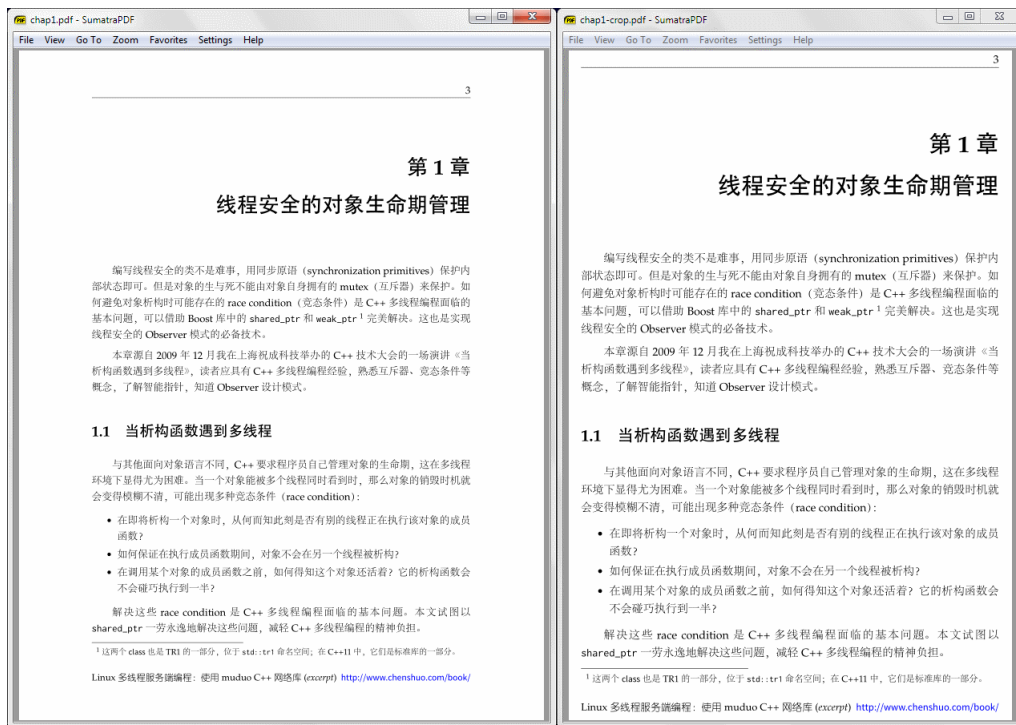 chap1.pdf - SumatraPDF
File View Go To Zoom Favorites Settings Help
3
第 1 章
线程安全的对象生命期管理
编写线程安全的类不是难事，用同步原语（synchronization primitives）保护内
部状态即可。但是对象的生与死不能由对象自身拥有的 mutex（互斥器）来保护。如
何避免对象析构时可能存在的 race condition（竞态条件）是 C++ 多线程编程面临的
基本问题，可以借助 Boost 库中的 shared_ptr 和 weak_ptr 1 完美解决。这也是实现
线程安全的 Observer 模式的必备技术。
本章源自 2009 年 12 月我在上海祝成科技举办的 C++ 技术大会的一场演讲《当
析构函数遇到多线程》，读者应具有 C++ 多线程编程经验，熟悉互斥器、竞态条件等
概念，了解智能指针，知道 Observer 设计模式。
1.1 当析构函数遇到多线程
与其他面向对象语言不同，C++ 要求程序员自己管理对象的生命期，这在多线程
环境下显得尤为困难。当一个对象能被多个线程同时看到时，那么对象的销毁时机就
会变得模糊不清，可能出现多种竞态条件（race condition）：
• 在即将析构一个对象时，从何而知此刻是否有别的线程正在执行该对象的成员
函数？
• 如何保证在执行成员函数期间，对象不会在另一个线程被析构？
• 在调用某个对象的成员函数之前，如何得知这个对象还活着？它的析构函数会
不会碰巧执行到一半？
解决这些 race condition 是 C++ 多线程编程面临的基本问题。本文试图以
shared_ptr 一劳永逸地解决这些问题，减轻 C++ 多线程编程的精神负担。
1 这两个 class 也是 TR1 的一部分，位于 std::tr1 命名空间；在 C++11 中，它们是标准库的一部分。
Linux 多线程服务端编程：使用 muduo C++ 网络库 (excerpt) http://www.chenshuo.com/book/
chap1-crop.pdf - SumatraPDF
File View Go To Zoom Favorites Settings Help
3
第 1 章
线程安全的对象生命期管理
编写线程安全的类不是难事，用同步原语（synchronization primitives）保护内
部状态即可。但是对象的生与死不能由对象自身拥有的 mutex（互斥器）来保护。如
何避免对象析构时可能存在的 race condition（竞态条件）是 C++ 多线程编程面临的
基本问题，可以借助 Boost 库中的 shared_ptr 和 weak_ptr 1 完美解决。这也是实现
线程安全的 Observer 模式的必备技术。
本章源自 2009 年 12 月我在上海祝成科技举办的 C++ 技术大会的一场演讲《当
析构函数遇到多线程》，读者应具有 C++ 多线程编程经验，熟悉互斥器、竞态条件等
概念，了解智能指针，知道 Observer 设计模式。
1.1 当析构函数遇到多线程
与其他面向对象语言不同，C++ 要求程序员自己管理对象的生命期，这在多线程
环境下显得尤为困难。当一个对象能被多个线程同时看到时，那么对象的销毁时机就
会变得模糊不清，可能出现多种竞态条件（race condition）：
• 在即将析构一个对象时，从何而知此刻是否有别的线程正在执行该对象的成员
函数？
• 如何保证在执行成员函数期间，对象不会在另一个线程被析构？
• 在调用某个对象的成员函数之前，如何得知这个对象还活着？它的析构函数会
不会碰巧执行到一半？
解决这些 race condition 是 C++ 多线程编程面临的基本问题。本文试图以
shared_ptr 一劳永逸地解决这些问题，减轻 C++ 多线程编程的精神负担。
1 这两个 class 也是 TR1 的一部分，位于 std::tr1 命名空间；在 C++11 中，它们是标准库的一部分。
Linux 多线程服务端编程：使用 muduo C++ 网络库 (excerpt) http://www.chenshuo.com/book/